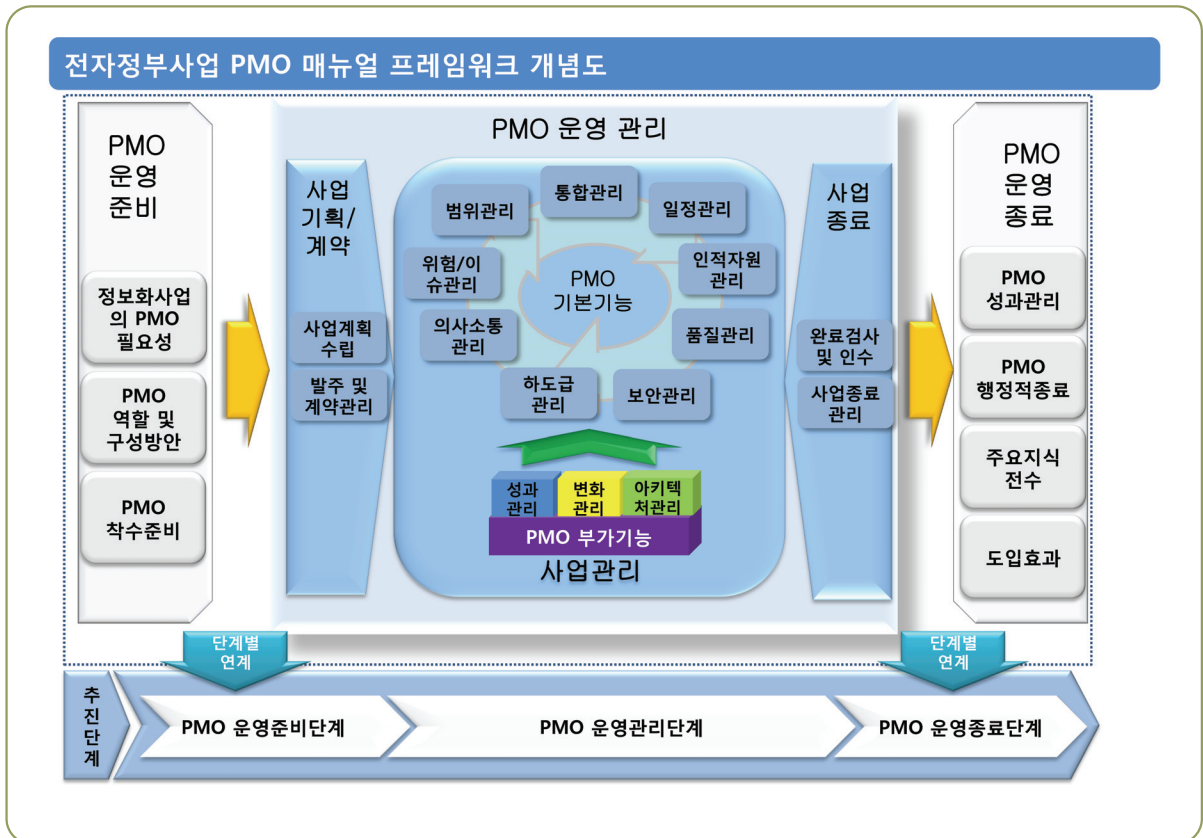 전자정부사업 PMO 매뉴얼 프레임워크 개념도
PMO
운영
준비
정보화사업
의 PMO
필요성
PMO
역할 및
구성방안
PMO
착수준비
PMO 운영 관리
사업
기획/
계약
사업계획
수립
발주 및
계약관리
통합관리
범위관리
일정관리
위험/이
슈관리
인적자원
관리
PMO
기본기능
의사소통
관리
품질관리
하도급
관리
보안관리
성과
관리
변화
관리
아키텍
처관리
PMO 부가기능
사업관리
사업
종료
완료검사
및 인수
사업종료
관리
PMO
운영
종료
PMO
성과관리
PMO
행정적종료
주요지식
전수
도입효과
단계별
연계
단계별
연계
추
진
단
계
PMO 운영준비단계
PMO 운영관리단계
PMO 운영종료단계